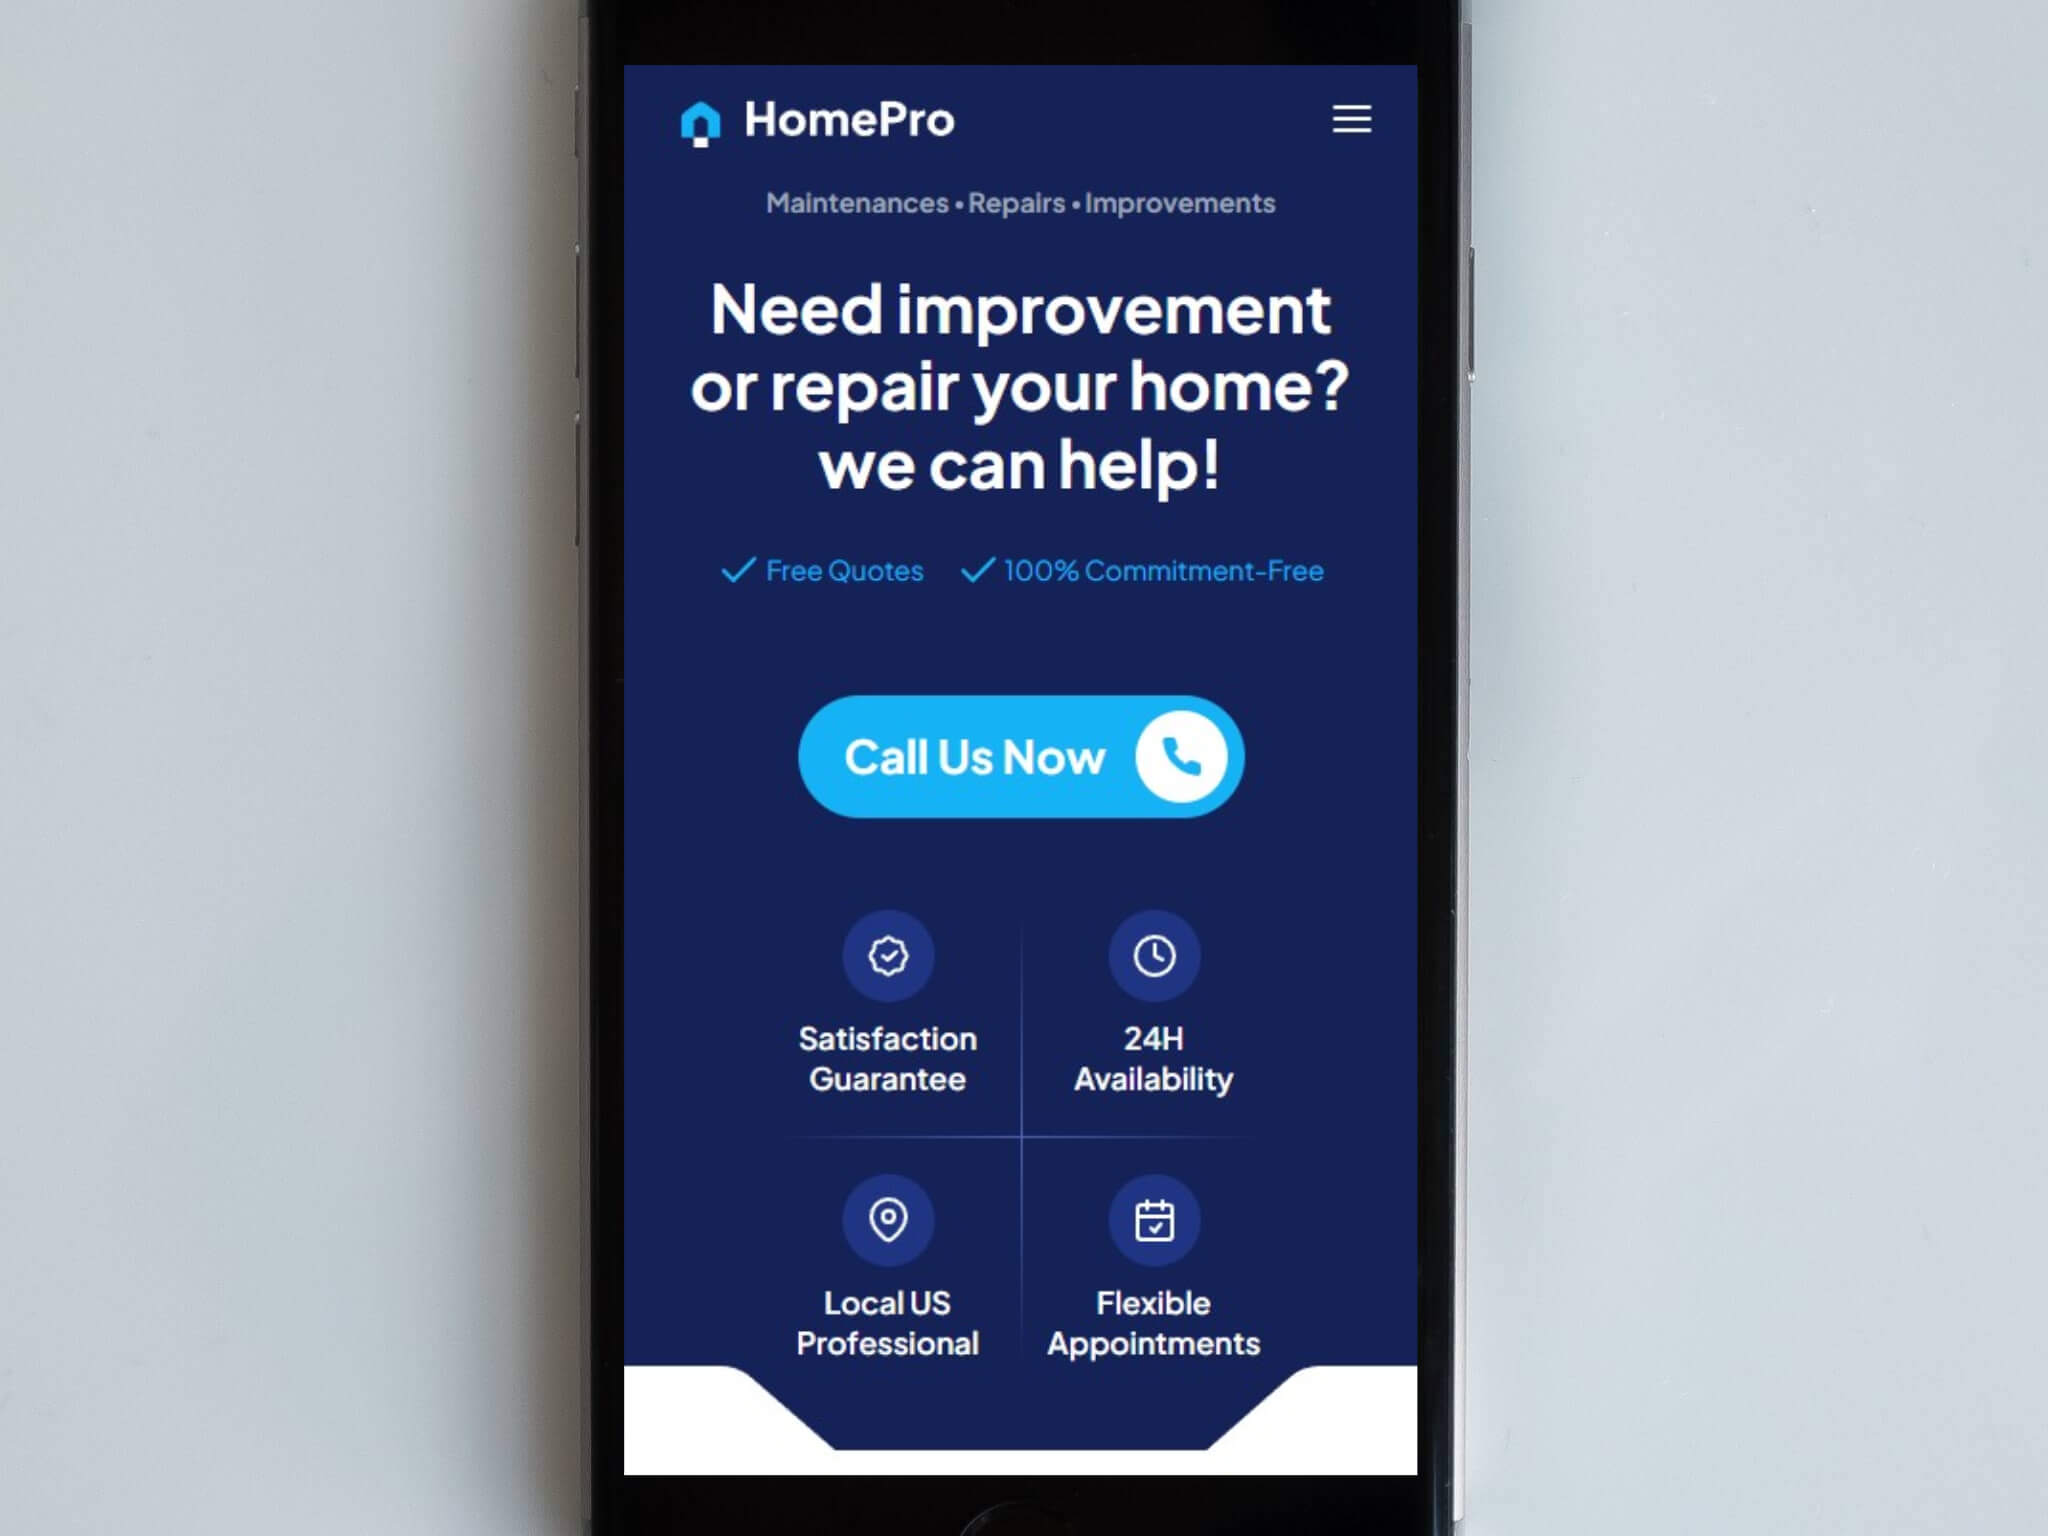 HomePro
Maintenances • Repairs • Improvements
Need improvement
or repair your home?
we can help!
Free Quotes
100% Commitment-Free
Call Us Now
Satisfaction
Guarantee
24H
Availability
Local US
Professional
Flexible
Appointments